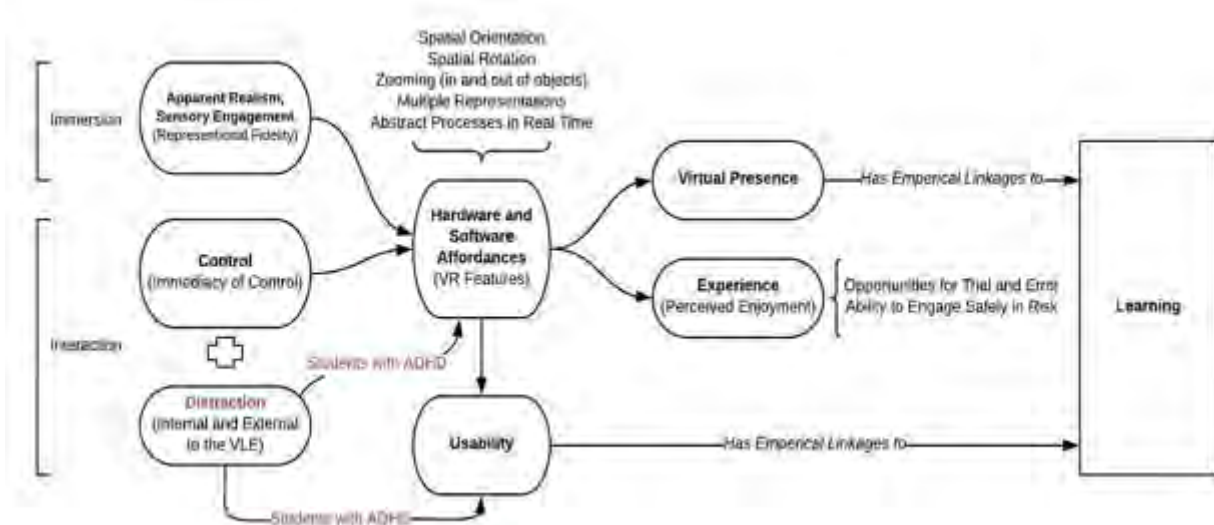 Spatial Orientation
Spatial Rotation
Zooming (in and out of objects)
Multiple Representations
Abstract Processes in Real Time
Immersion
Apparent Realism,
Sensory Engagement
(Representional Fidelity)
Virtual Presence
Has Emperical Linkages to
Hardware and
Software
Affordances
(VR Features)
Control
(Immediacy of Control)
Experience
(Perceived Enjoyment)
Opportunities for Trial and Error
Ability to Engage Safely in Risk
Learning
Interaction
Students with ADHD
Distraction
(Internal and External
to the VLE)
Usability
Has Emperical Linkages to
Students with ADHD